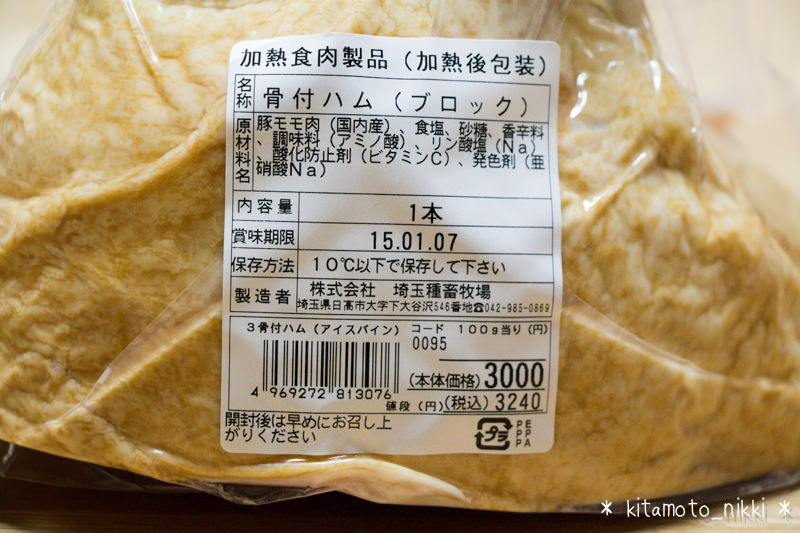 加熱食肉製品（加熱後包装）
名称 骨付ハム（ブロック）
原材料名 豚モモ肉（国内産）、食塩、砂糖、香辛料
、調味料（アミノ酸）、リン酸塩（Na）
、酸化防止剤（ビタミンC）、発色剤（亜
硝酸Na）
内容量 1本
賞味期限 15.01.07
保存方法 10℃以下で保存して下さい
製造者 株式会社 埼玉種畜牧場
埼玉県日高市大字下大谷沢546番地☎042-985-0869
3骨付ハム（アイスバイン） コード 100g当り（円）
0095
(本体価格) 3000
4 969272 813076
値段（円） (税込) 3240
開封後は早めにお召し上
がりください
プラ
PE
PP
PA
* kitamoto_nikki *